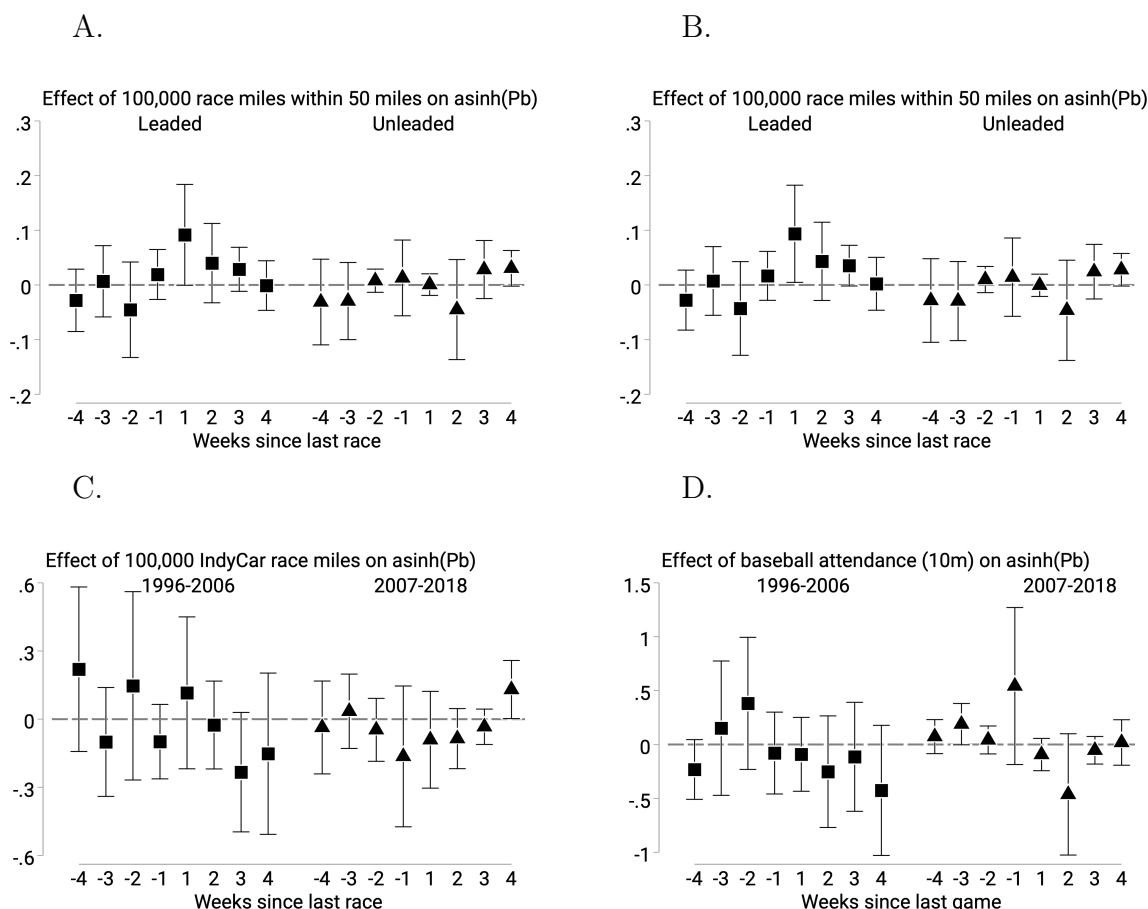 A.
Effect of 100,000 race miles within 50 miles on asinh(Pb)
Leaded Unleaded
.3
.2
.1
0
-.1
-.2
-4 -3 -2 -1 1 2 3 4 -4 -3 -2 -1 1 2 3 4
Weeks since last race
B.
Effect of 100,000 race miles within 50 miles on asinh(Pb)
Leaded Unleaded
.3
.2
.1
0
-.1
-.2
-4 -3 -2 -1 1 2 3 4 -4 -3 -2 -1 1 2 3 4
Weeks since last race
C.
Effect of 100,000 IndyCar race miles on asinh(Pb)
1996-2006 2007-2018
.6
.3
0
-.3
-.6
-4 -3 -2 -1 1 2 3 4 -4 -3 -2 -1 1 2 3 4
Weeks since last race
D.
Effect of baseball attendance (10m) on asinh(Pb)
1996-2006 2007-2018
1.5
1
.5
0
-.5
-1
-4 -3 -2 -1 1 2 3 4 -4 -3 -2 -1 1 2 3 4
Weeks since last game